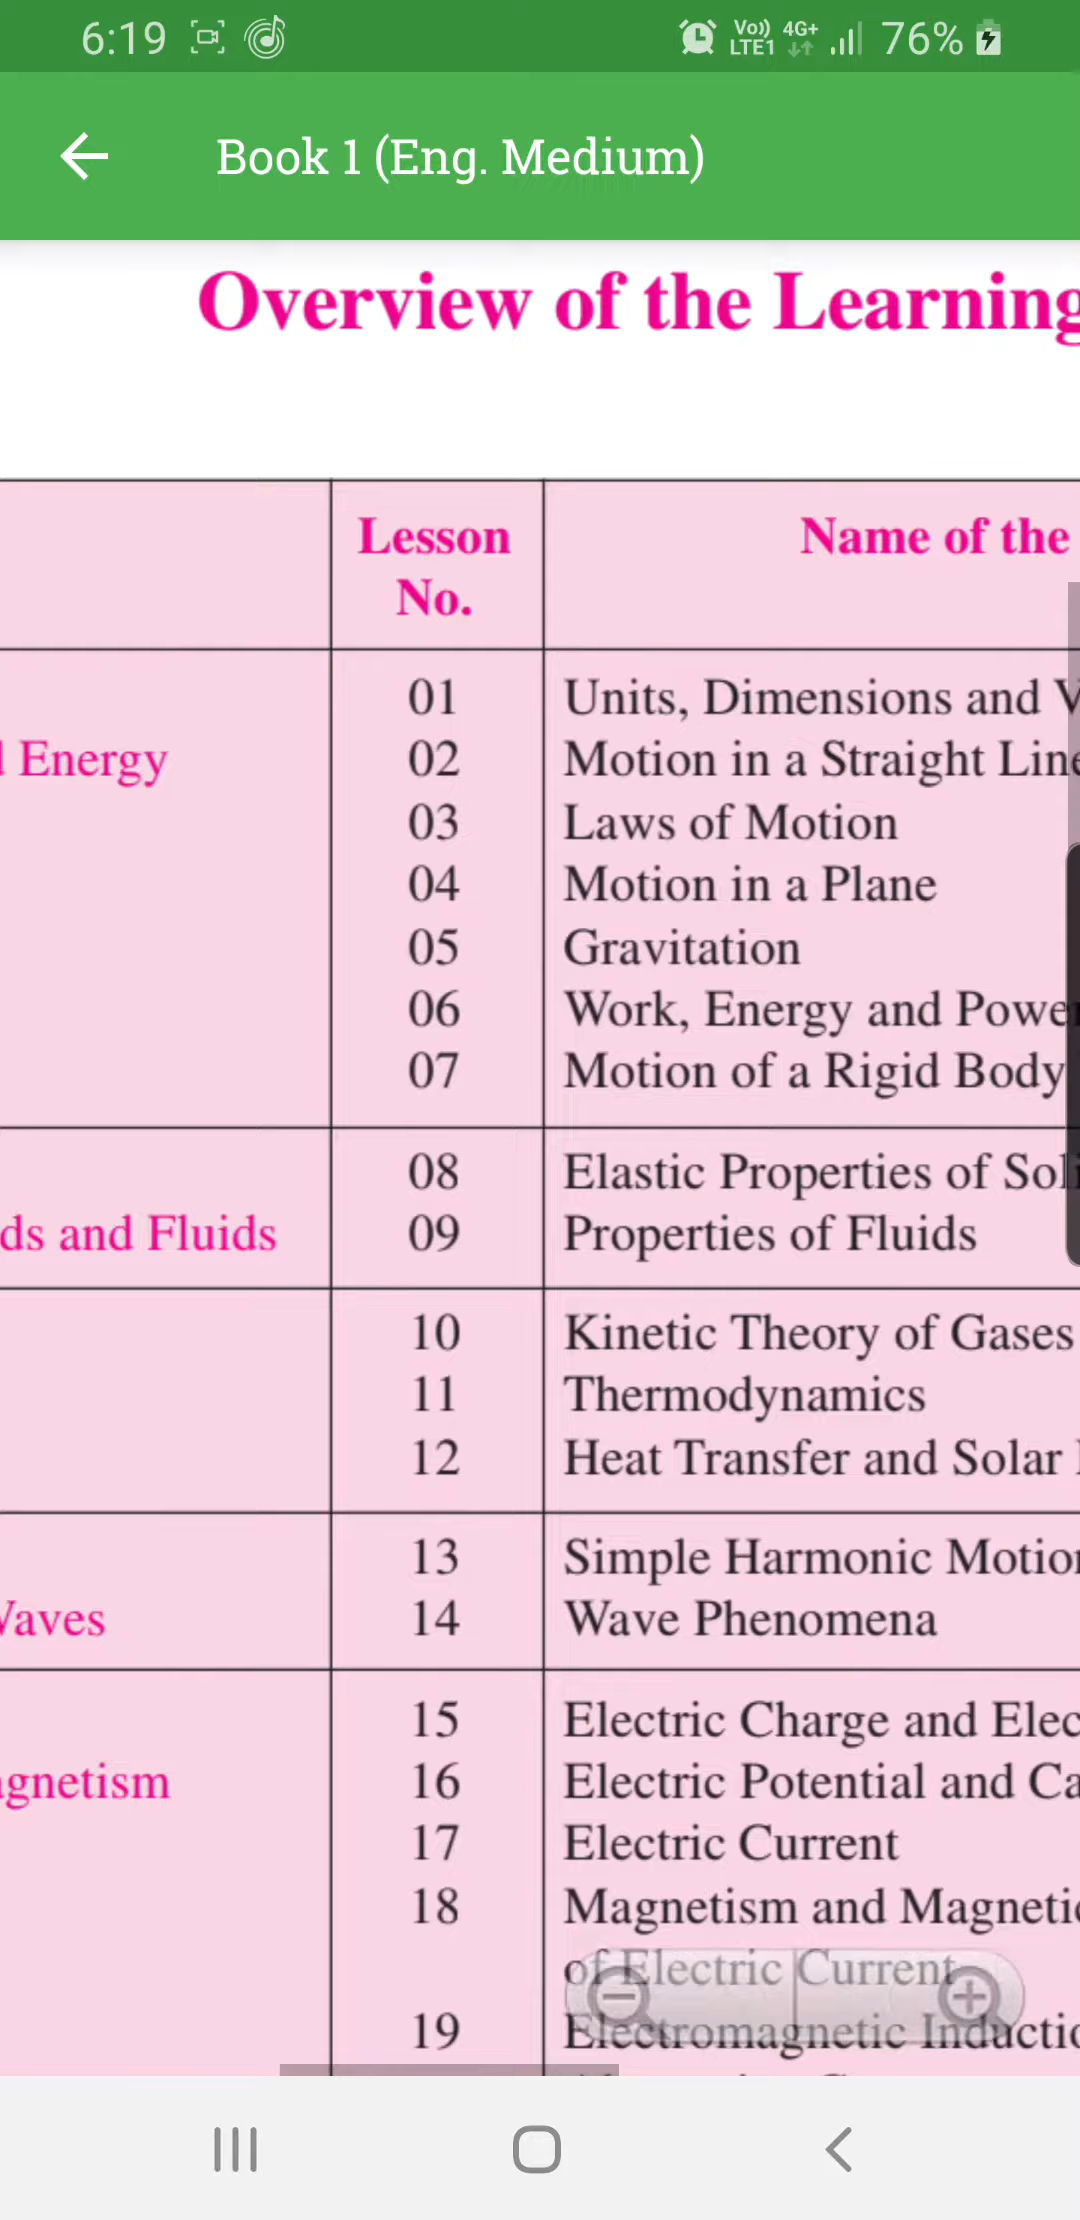 6:19 Vo)) LTE1 4G+ 76%
Book 1 (Eng. Medium)
Overview of the Learning
Lesson No. Name of the
01 Units, Dimensions and
Energy 02 Motion in a Straight
03 Laws of Motion
04 Motion in a Plane
05 Gravitation
06 Work, Energy and
07 Motion of a Rigid Body
08 Elastic Properties of
and Fluids 09 Properties of Fluids
10 Kinetic Theory of Gases
11 Thermodynamics
12 Heat Transfer and Solar
13 Simple Harmonic
14 Wave Phenomena
15 Electric Charge and
16 Electric Potential and
17 Electric Current
18 Magnetism and
of Electric Current
19 Electromagnetic